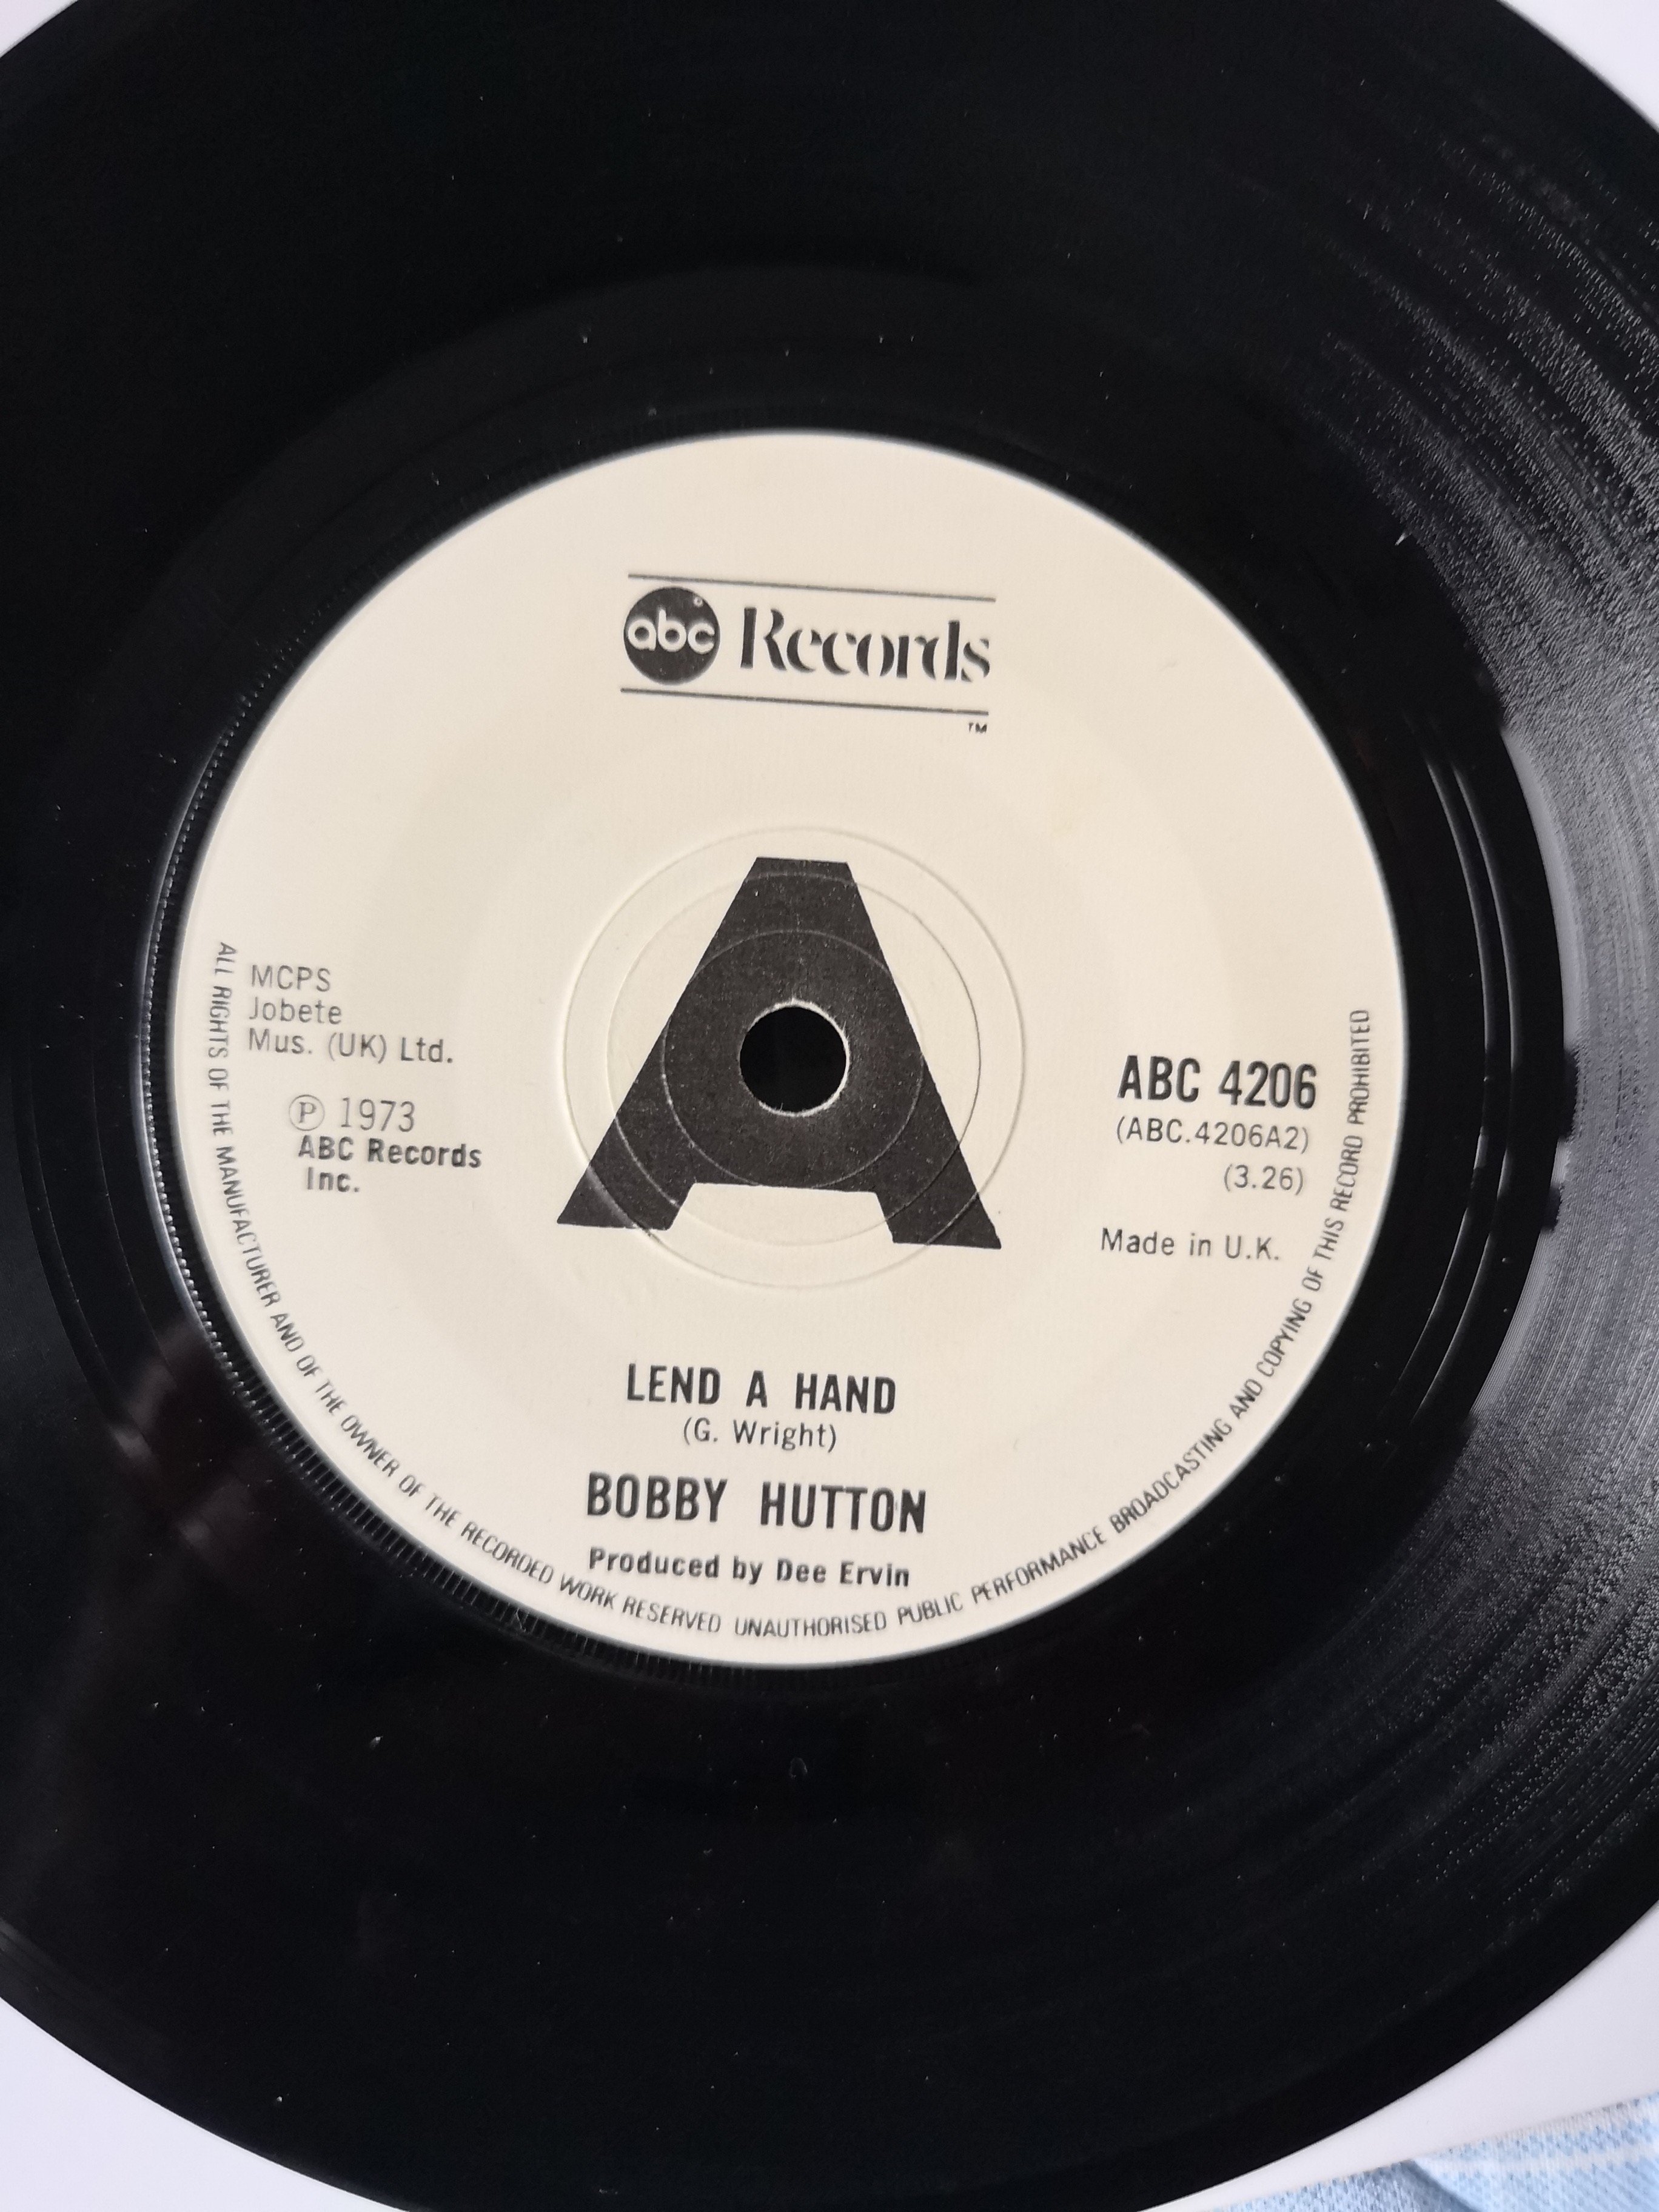 abc Records
TM
A
MCPS
Jobete
Mus. (UK) Ltd.
Ⓟ 1973
ABC Records
Inc.
ABC 4206
(ABC.4206A2)
(3.26)
Made in U.K.
LEND A HAND
(G. Wright)
BOBBY HUTTON
Produced by Dee Ervin
ALL RIGHTS OF THE MANUFACTURER AND OF THE OWNER OF THE RECORDED WORK RESERVED UNAUTHORISED PUBLIC PERFORMANCE BROADCASTING AND COPYING OF THIS RECORD PROHIBITED